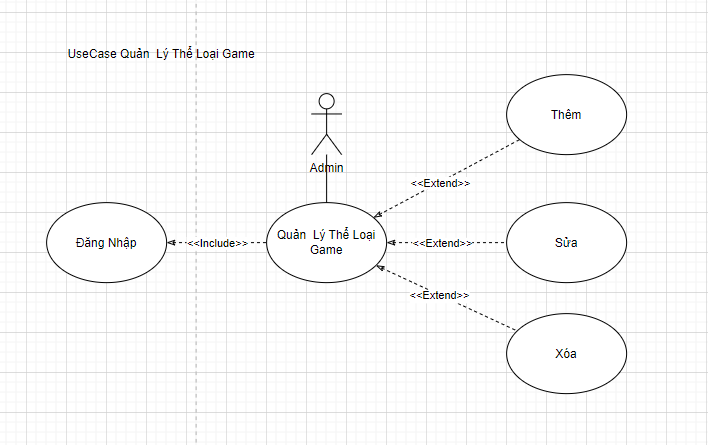 UseCase Quản Lý Thể Loại Game
Thêm
Admin
<<Extend>>
Đăng Nhập
<<Include>>
Quản Lý Thể Loại
Game
<<Extend>>
Sửa
<<Extend>>
Xóa